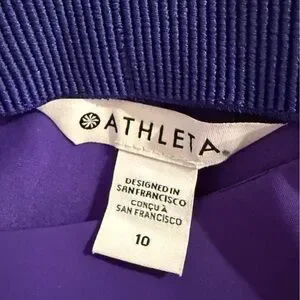 ATHLETA
DESIGNED IN
SAN FRANCISCO
CONÇU À
SAN FRANCISCO
10